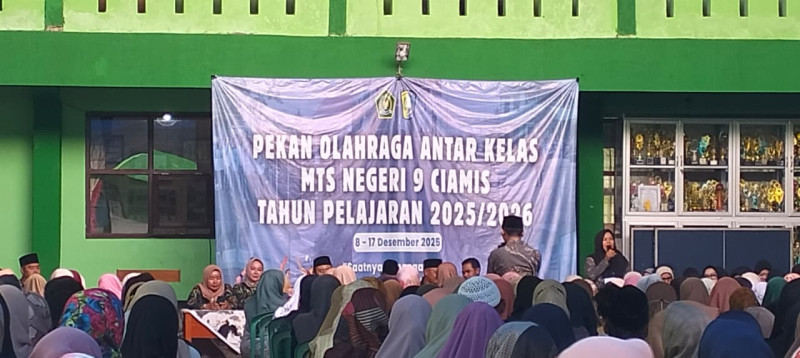 PEKAN OLAHRAGA ANTAR KELAS
MTS NEGERI 9 CIAMIS
TAHUN PELAJARAN 2025/2026
8 - 17 Desember 2025